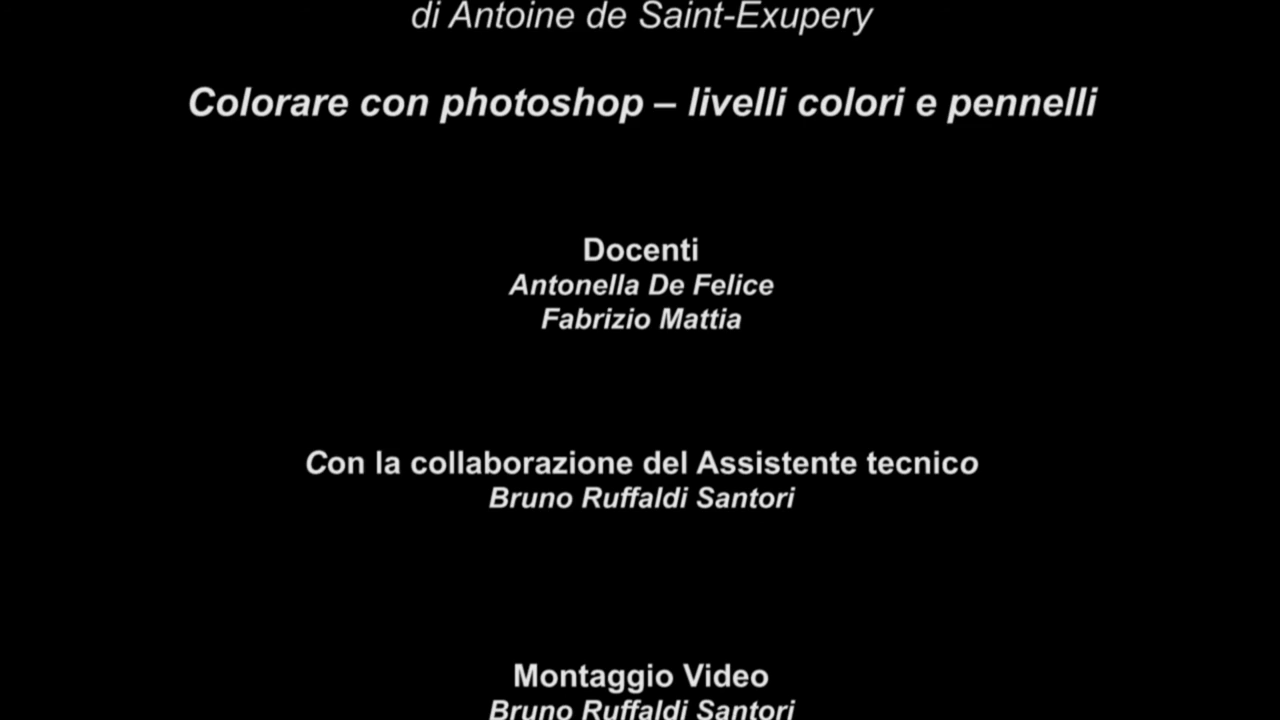 di Antoine de Saint-Exupery
Colorare con photoshop – livelli colori e pennelli
Docenti
Antonella De Felice
Fabrizio Mattia
Con la collaborazione del Assistente tecnico
Bruno Ruffaldi Santori
Montaggio Video
Bruno Ruffaldi Santori